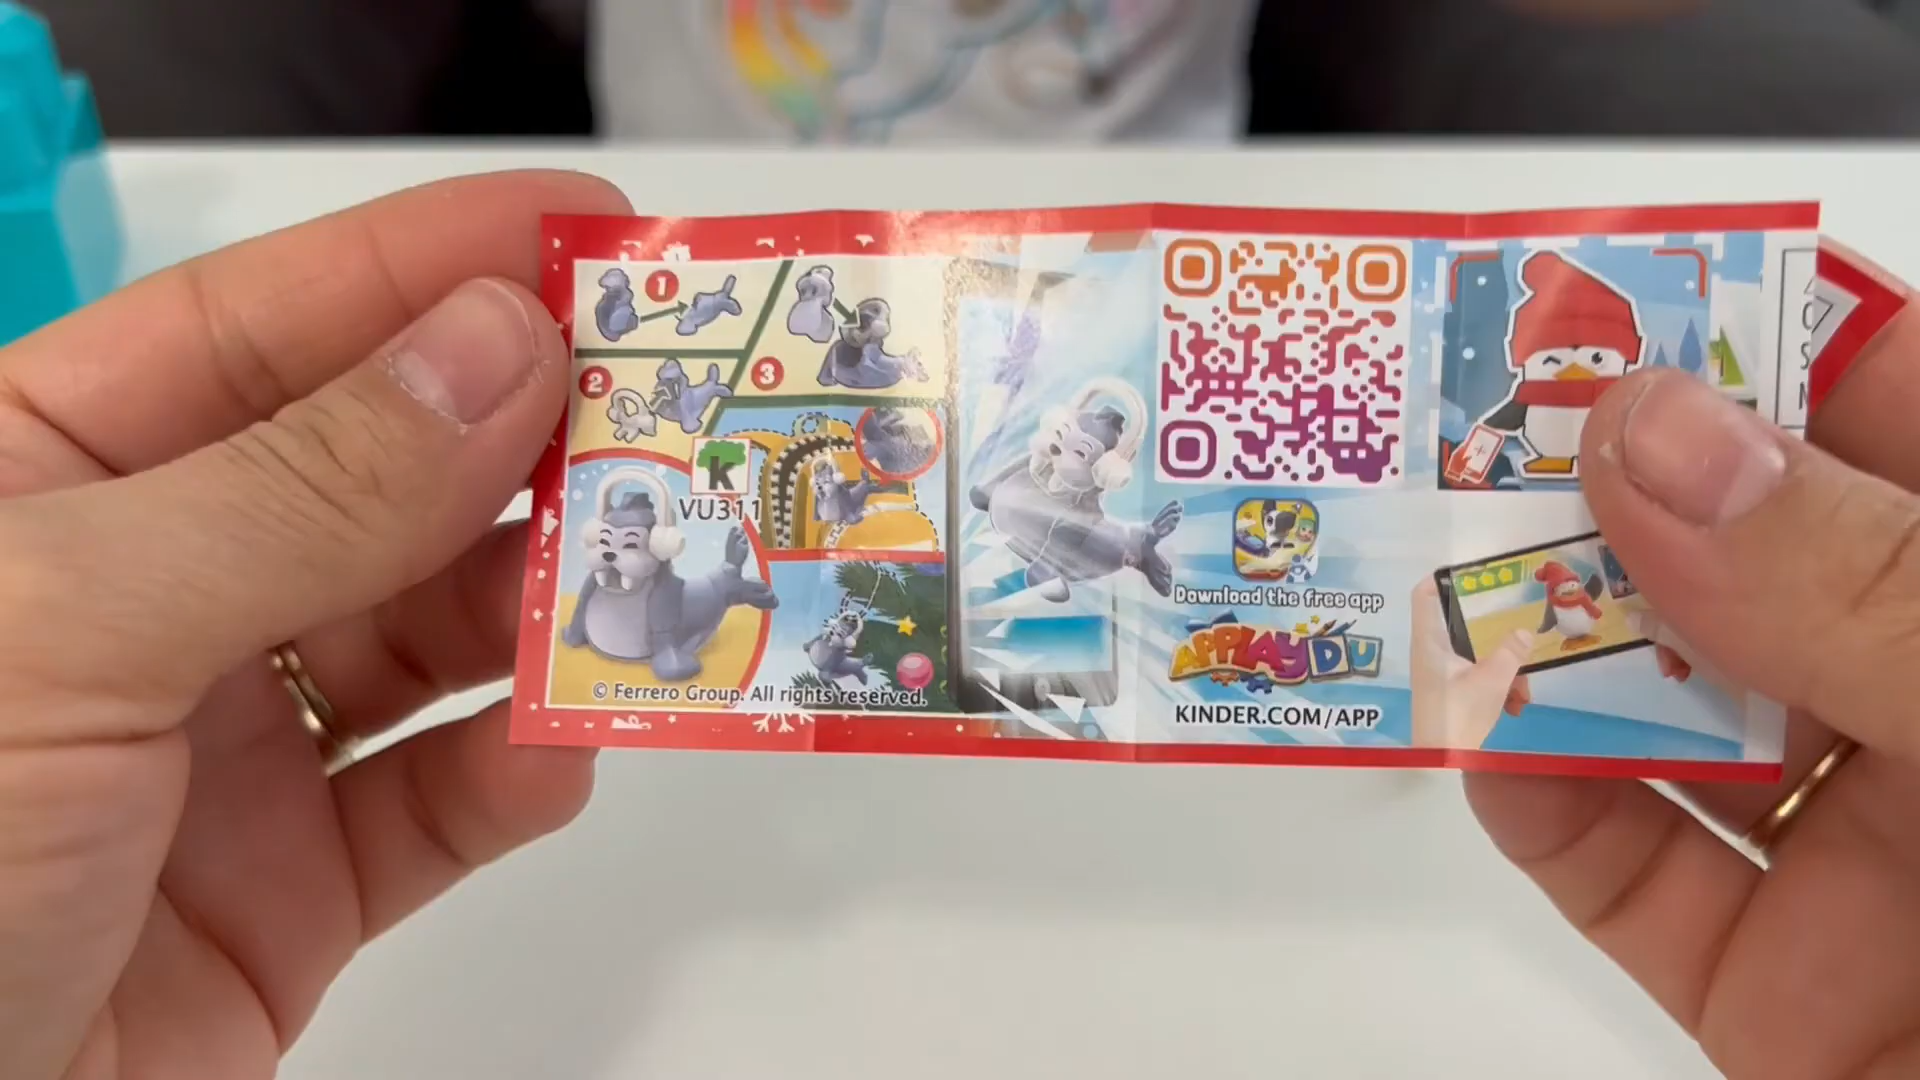 1
2
3
K
VU311
© Ferrero Group. All rights reserved.
Download the free app
APPLAYDU
KINDER.COM/APP